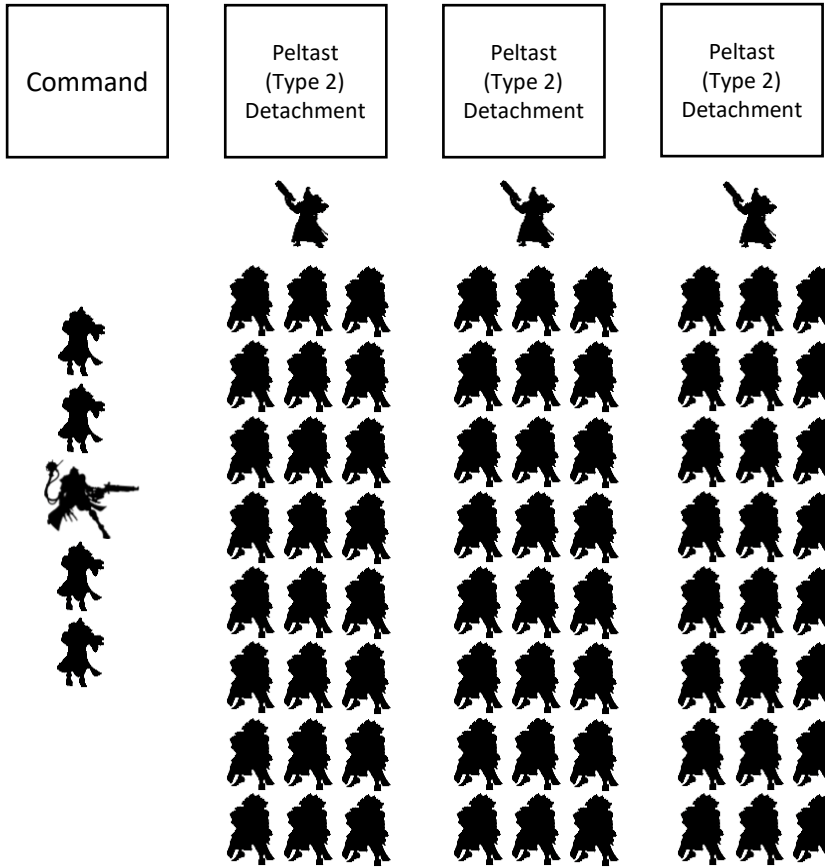 Command
Peltast
(Type 2)
Detachment
Peltast
(Type 2)
Detachment
Peltast
(Type 2)
Detachment